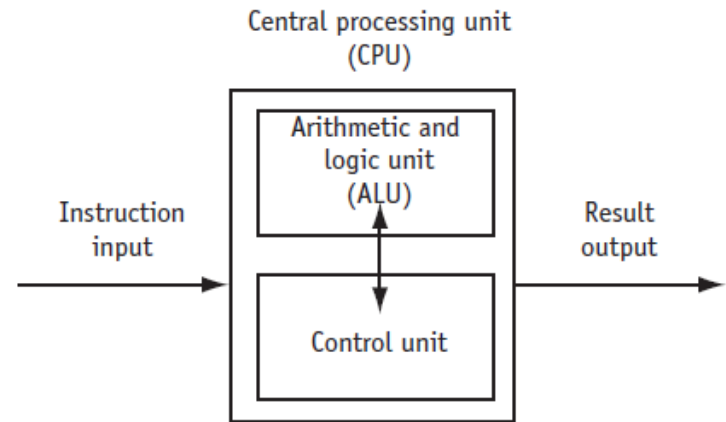 Central processing unit
(CPU)
Arithmetic and
logic unit
(ALU)
Instruction
input
Result
output
Control unit